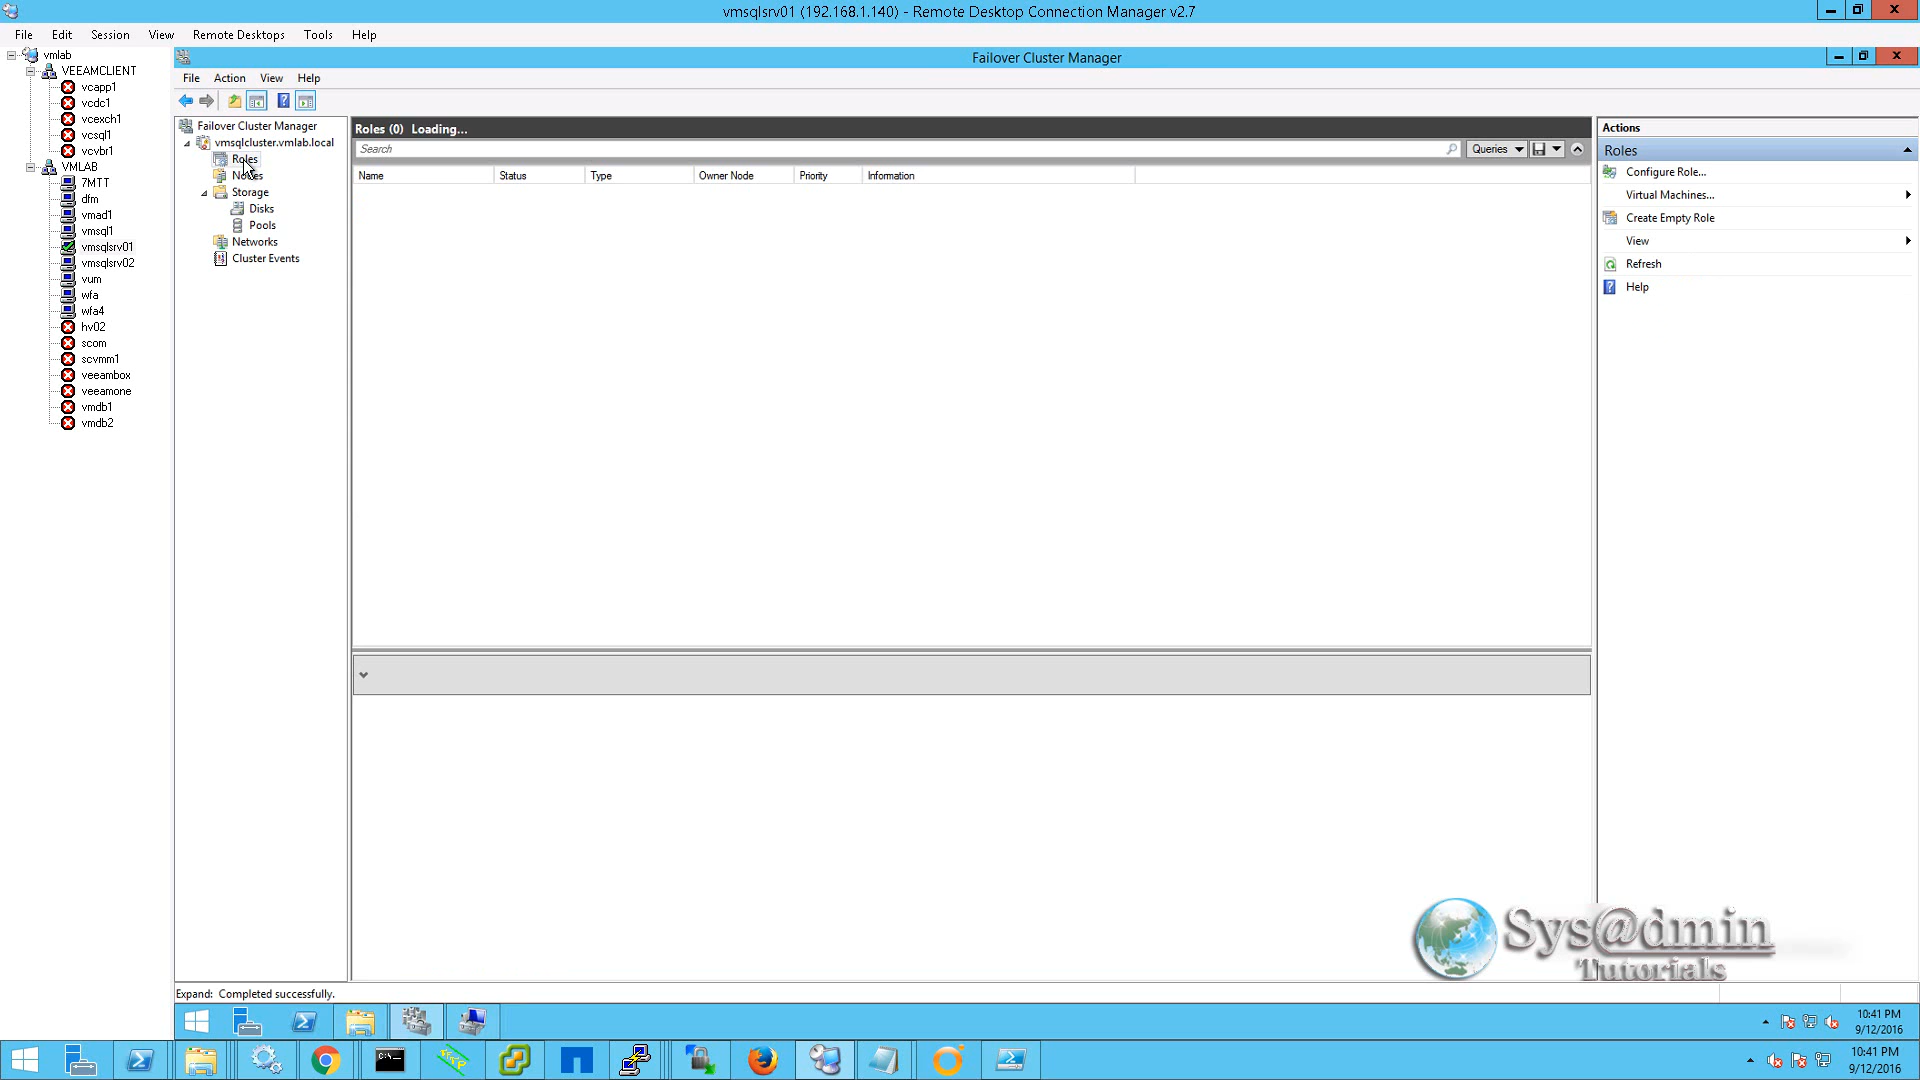 vmsqlsrv01 (192.168.1.140) - Remote Desktop Connection Manager v2.7
File Edit Session View Remote Desktops Tools Help
vmlab
VEEAMCLIENT
vcapp1
vcdc1
vcexch1
vcsql1
vcvbr1
VMLAB
7MTT
dfm
vmad1
vmsql1
vmsqlsrv01
vmsqlsrv02
vum
wfa
wfa4
hv02
scom
scvmm1
veeambox
veeamone
vmdb1
vmdb2
Failover Cluster Manager
File Action View Help
Failover Cluster Manager
vmsqlcluster.vmlab.local
Roles
Nodes
Storage
Disks
Pools
Networks
Cluster Events
Roles (0) Loading...
Search
Queries
Name Status Type Owner Node Priority Information
Actions
Roles
Configure Role...
Virtual Machines...
Create Empty Role
View
Refresh
Help
Sys@dmin
Tutorials
Expand: Completed successfully.
10:41 PM
9/12/2016
10:41 PM
9/12/2016